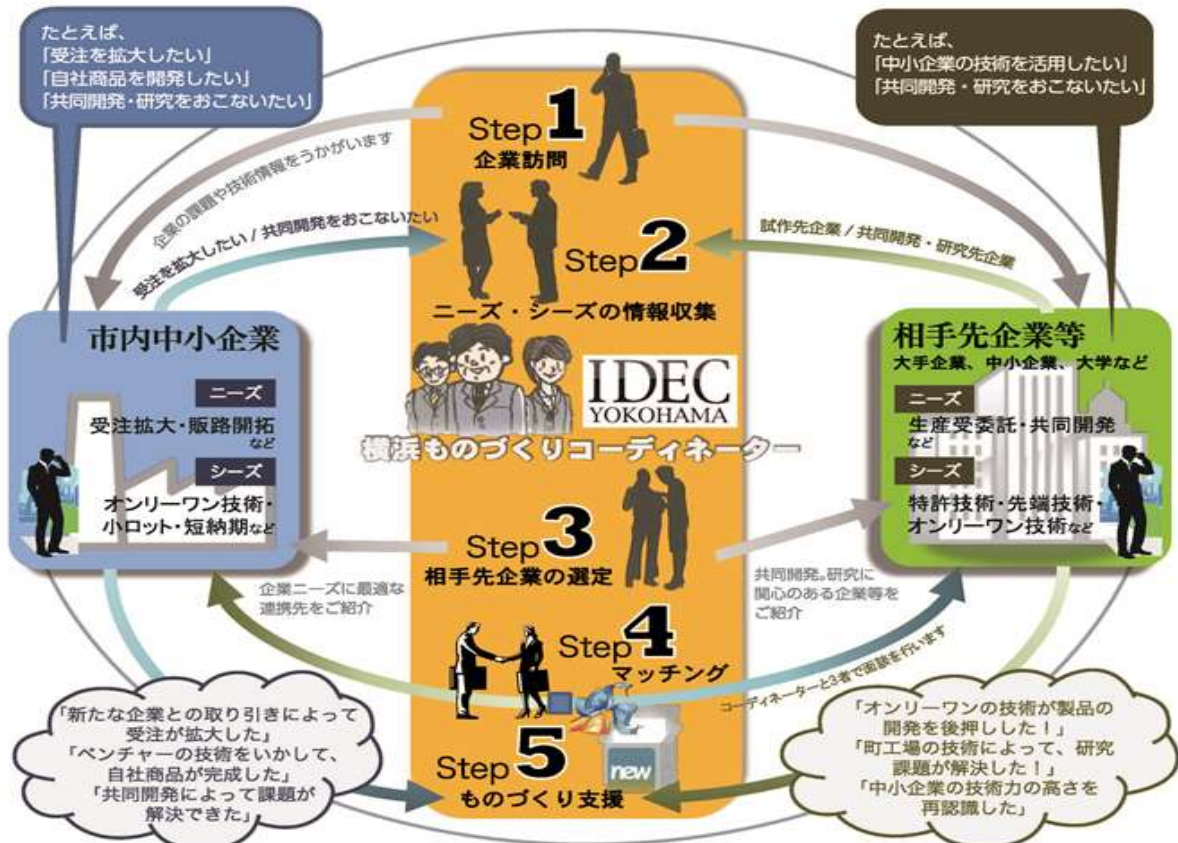 たとえば、
「受注を拡大したい」
「自社商品を開発したい」
「共同開発・研究をおこないたい」
たとえば、
「中小企業の技術を活用したい」
「共同開発・研究をおこないたい」
Step 1
企業訪問
企業の課題や技術情報をうかがいます
受注を拡大したい / 共同開発をおこないたい
試作先企業 / 共同開発・研究先企業
Step 2
ニーズ・シーズの情報収集
市内中小企業
ニーズ
受注拡大・販路開拓
など
シーズ
オンリーワン技術・
小ロット・短納期など
IDEC
YOKOHAMA
横浜ものづくりコーディネーター
相手先企業等
大手企業、中小企業、大学など
ニーズ
生産受委託・共同開発
など
シーズ
特許技術・先端技術・
オンリーワン技術など
Step 3
相手先企業の選定
企業ニーズに最適な
連携先をご紹介
共同開発。研究に
関心のある企業等を
ご紹介
Step 4
マッチング
コーディネーターと3者で面談を行います
「新たな企業との取り引きによって
受注が拡大した」
「ベンチャーの技術をいかして、
自社商品が完成した」
「共同開発によって課題が
解決できた」
Step 5
ものづくり支援
new
「オンリーワンの技術が製品の
開発を後押しした！」
「町工場の技術によって、研究
課題が解決した！」
「中小企業の技術力の高さを
再認識した」